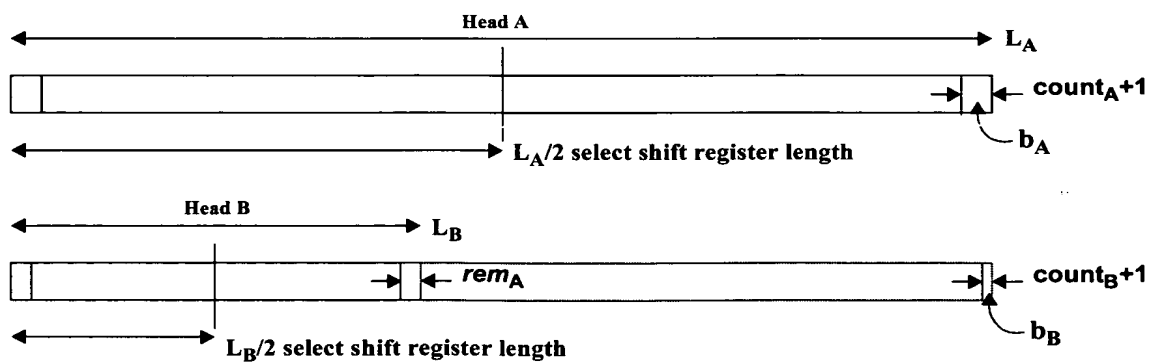 Head A
L_A
count_A+1
b_A
L_A/2 select shift register length
Head B
L_B
rem_A
count_B+1
b_B
L_B/2 select shift register length